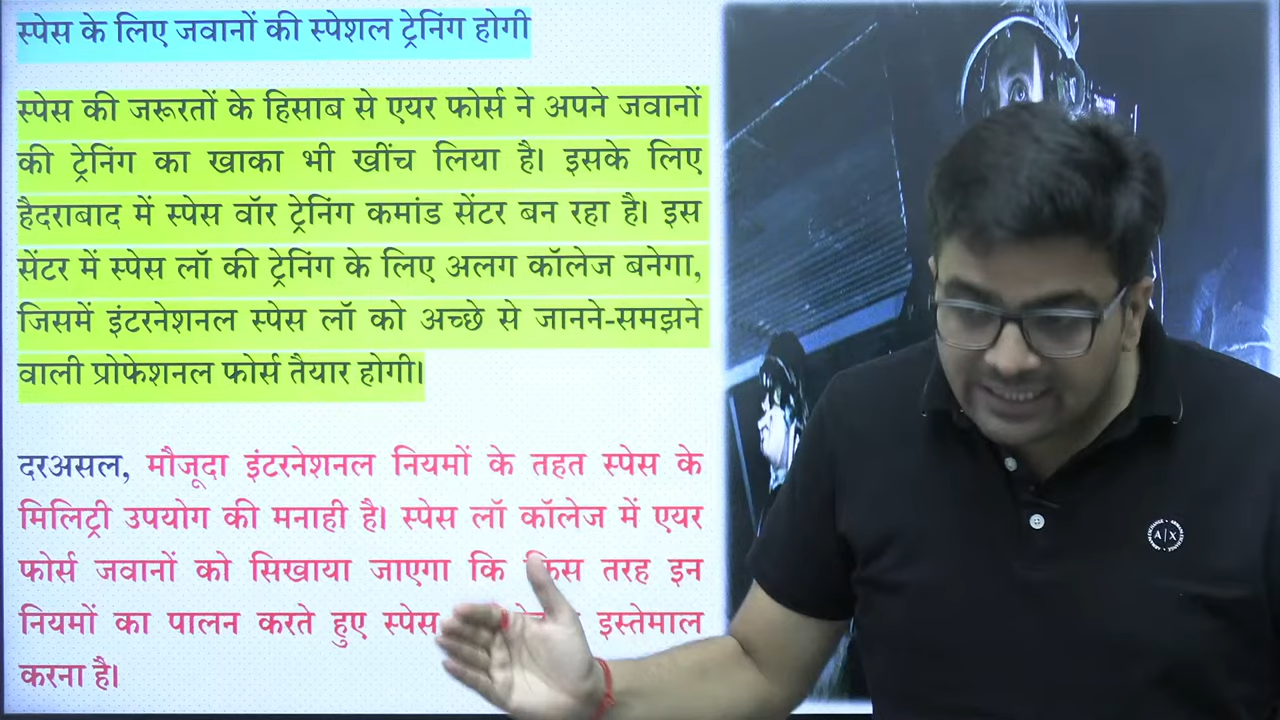 स्पेस के लिए जवानों की स्पेशल ट्रेनिंग होगी
स्पेस की जरूरतों के हिसाब से एयर फोर्स ने अपने जवानों
की ट्रेनिंग का खाका भी खींच लिया है। इसके लिए
हैदराबाद में स्पेस वॉर ट्रेनिंग कमांड सेंटर बन रहा है। इस
सेंटर में स्पेस लॉ की ट्रेनिंग के लिए अलग कॉलेज बनेगा,
जिसमें इंटरनेशनल स्पेस लॉ को अच्छे से जानने-समझने
वाली प्रोफेशनल फोर्स तैयार होगी।
दरअसल, मौजूदा इंटरनेशनल नियमों के तहत स्पेस के
मिलिट्री उपयोग की मनाही है। स्पेस लॉ कॉलेज में एयर
फोर्स जवानों को सिखाया जाएगा कि किस तरह इन
नियमों का पालन करते हुए स्पेस इस्तेमाल
करना है।
A|X